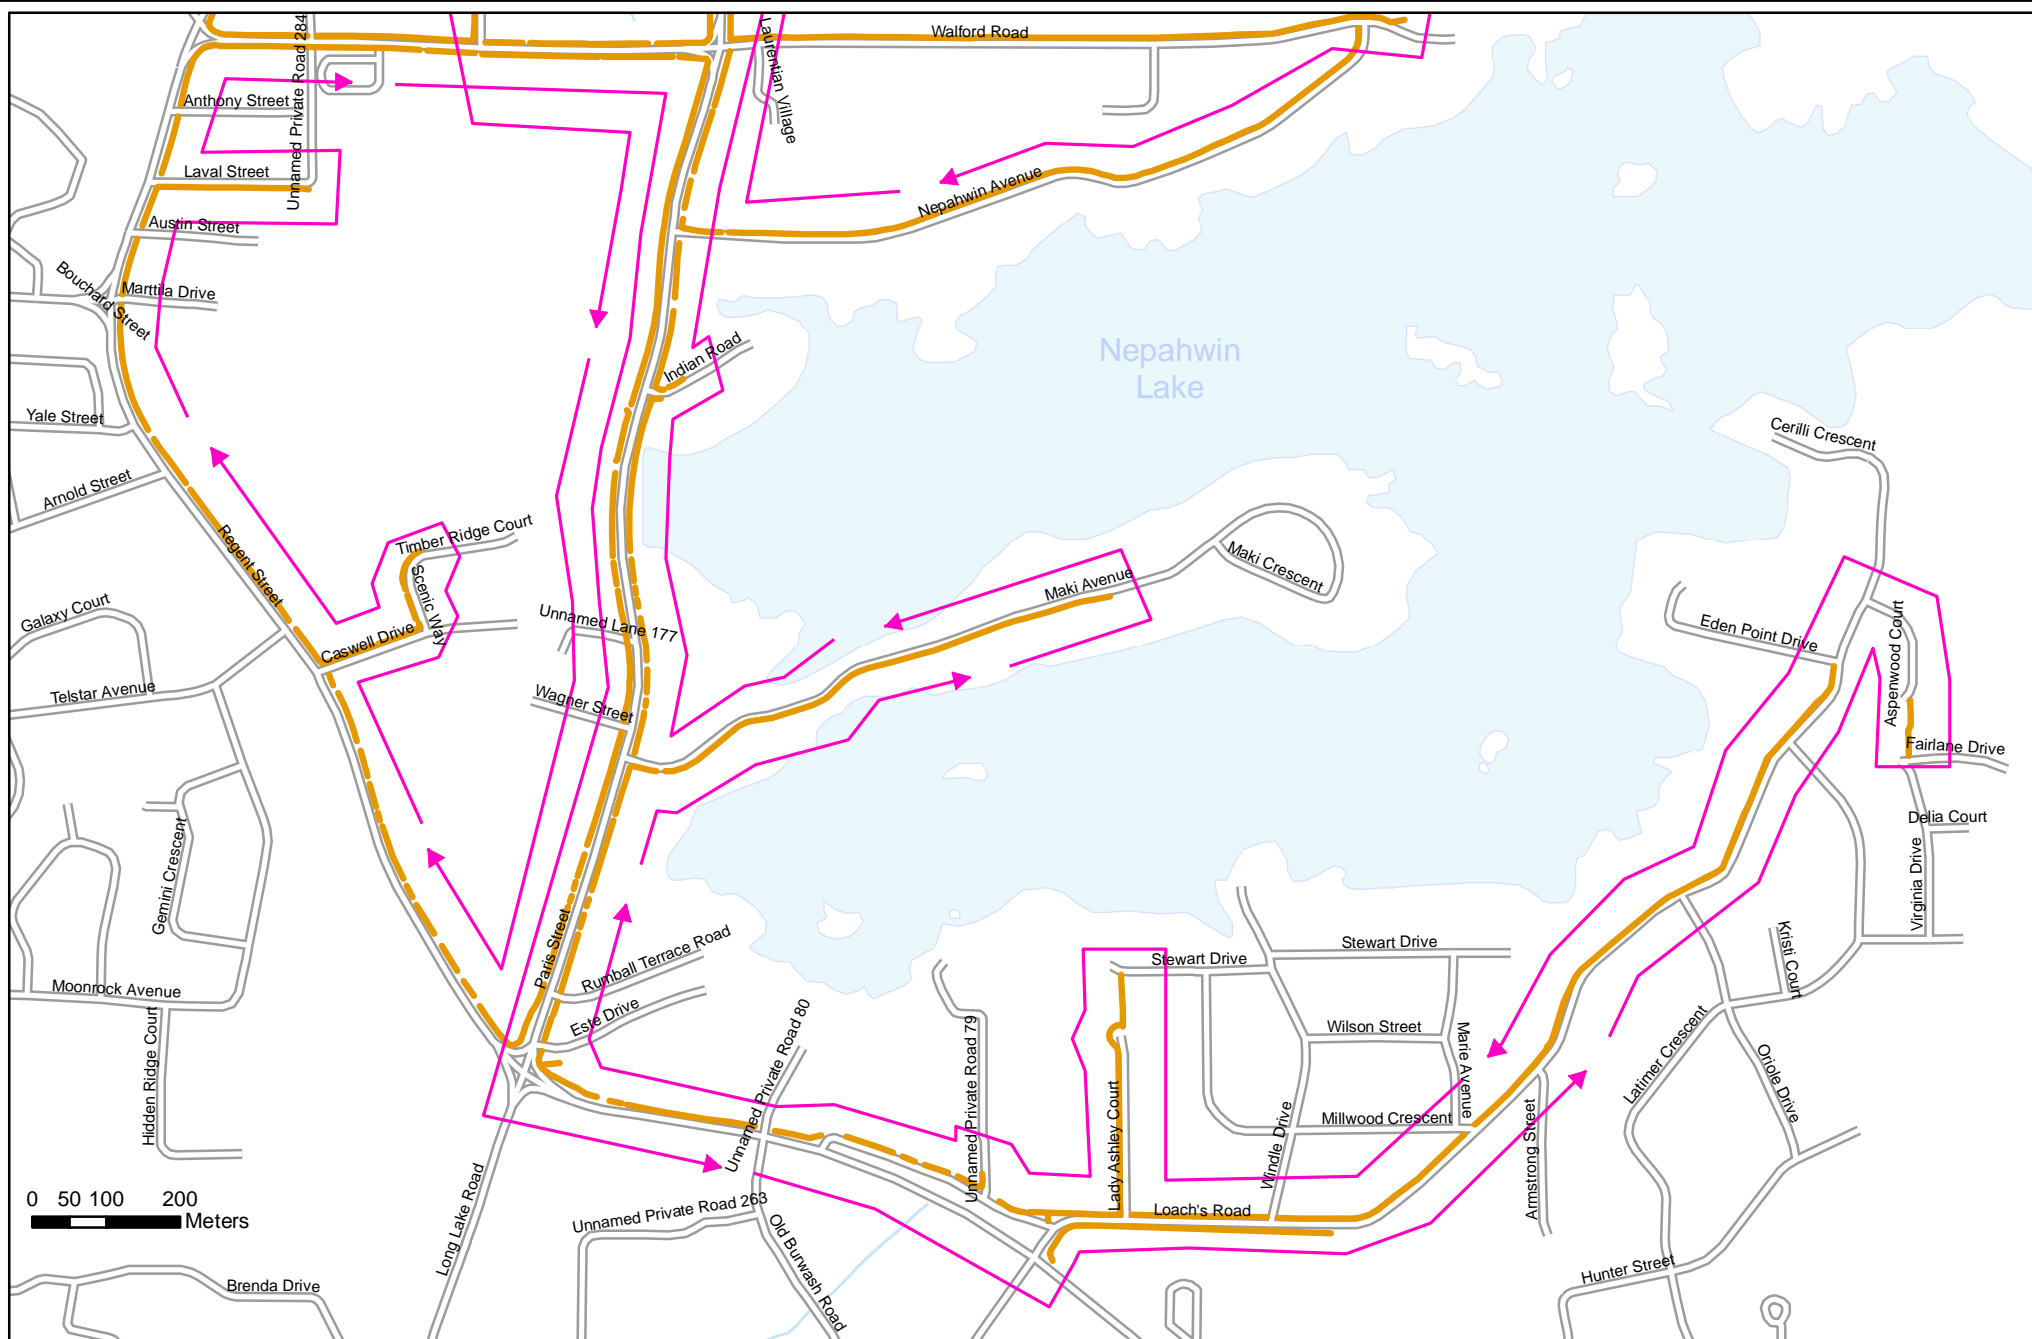 Walford Road
Unnamed Private Road 284
Laurentian Village
Anthony Street
Laval Street
Nepahwin Avenue
Austin Street
Bouchard Street
Marttila Drive
Indian Road
Nepahwin
Lake
Yale Street
Cerilli Crescent
Arnold Street
Regent Street
Timber Ridge Court
Scenic Way
Maki Crescent
Maki Avenue
Galaxy Court
Caswell Drive
Unnamed Lane 177
Eden Point Drive
Aspenwood Court
Telstar Avenue
Wagner Street
Fairlane Drive
Delia Court
Gemini Crescent
Virginia Drive
Paris Street
Rumball Terrace Road
Stewart Drive
Stewart Drive
Kristi Court
Moonrock Avenue
Este Drive
Unnamed Private Road 80
Unnamed Private Road 79
Wilson Street
Marie Avenue
Latimer Crescent
Oriole Drive
Hidden Ridge Court
Lady Ashley Court
Windle Drive
Millwood Crescent
Armstrong Street
0 50 100 200
Meters
Long Lake Road
Unnamed Private Road 263
Old Burwash Road
Loach's Road
Hunter Street
Brenda Drive